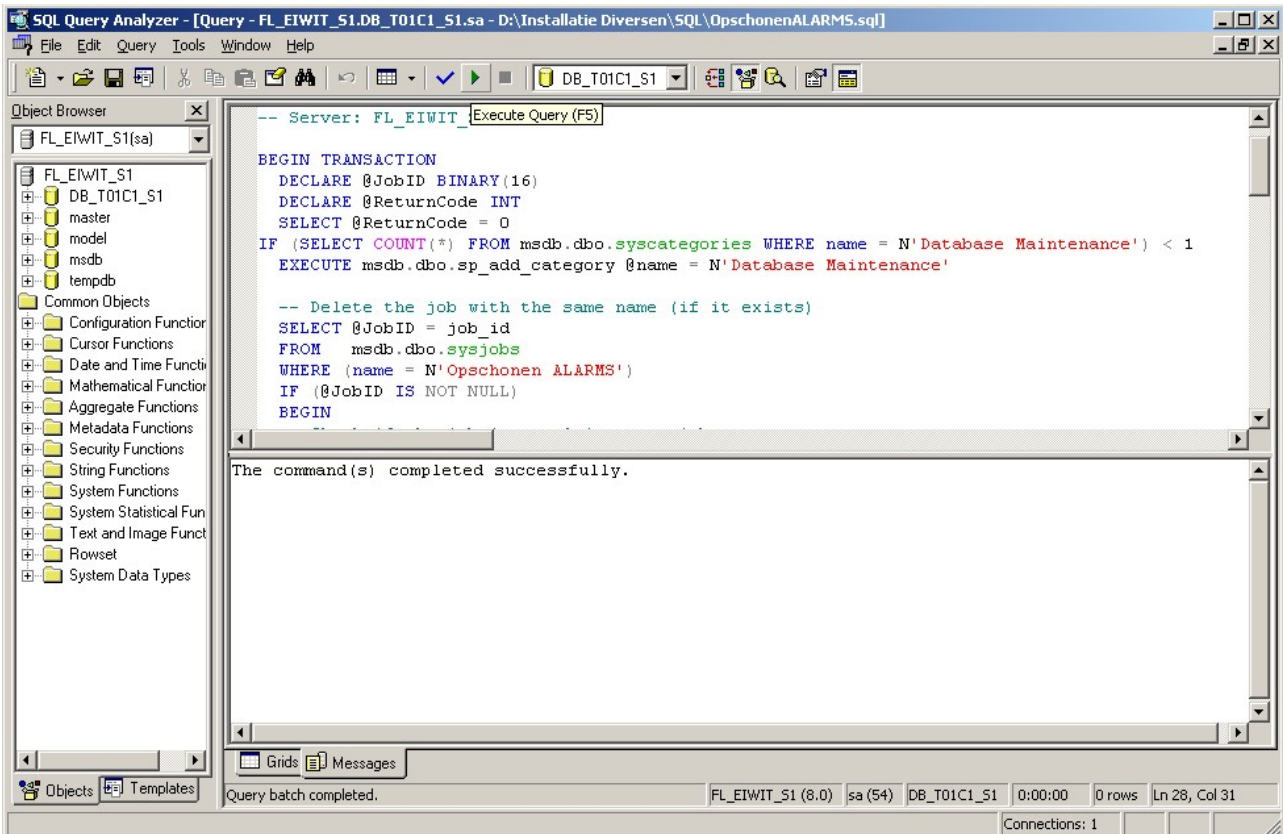 SQL Query Analyzer - [Query - FL_EIWIT_S1.DB_T01C1_S1.sa - D:\Installatie Diversen\SQL\OpschonenALARMS.sql]
File Edit Query Tools Window Help
DB_T01C1_S1
Execute Query (F5)
Object Browser
FL_EIWIT_S1(sa)
FL_EIWIT_S1
DB_T01C1_S1
master
model
msdb
tempdb
Common Objects
Configuration Function
Cursor Functions
Date and Time Functi
Mathematical Function
Aggregate Functions
Metadata Functions
Security Functions
String Functions
System Functions
System Statistical Fun
Text and Image Funct
Rowset
System Data Types
Objects Templates
-- Server: FL_EIWIT_
BEGIN TRANSACTION
DECLARE @JobID BINARY(16)
DECLARE @ReturnCode INT
SELECT @ReturnCode = 0
IF (SELECT COUNT(*) FROM msdb.dbo.syscategories WHERE name = N'Database Maintenance') < 1
EXECUTE msdb.dbo.sp_add_category @name = N'Database Maintenance'
-- Delete the job with the same name (if it exists)
SELECT @JobID = job_id
FROM msdb.dbo.sysjobs
WHERE (name = N'Opschonen ALARMS')
IF (@JobID IS NOT NULL)
BEGIN
The command(s) completed successfully.
Grids Messages
Query batch completed. FL_EIWIT_S1 (8.0) sa (54) DB_T01C1_S1 0:00:00 0 rows Ln 28, Col 31
Connections: 1